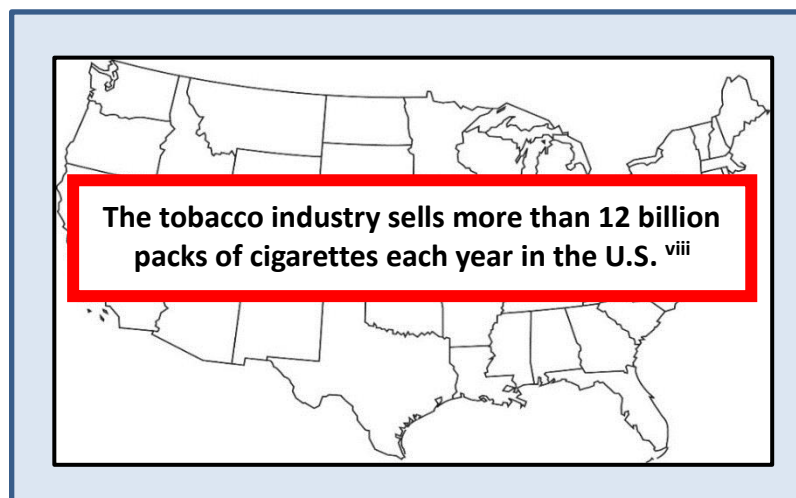 The tobacco industry sells more than 12 billion
packs of cigarettes each year in the U.S. viii